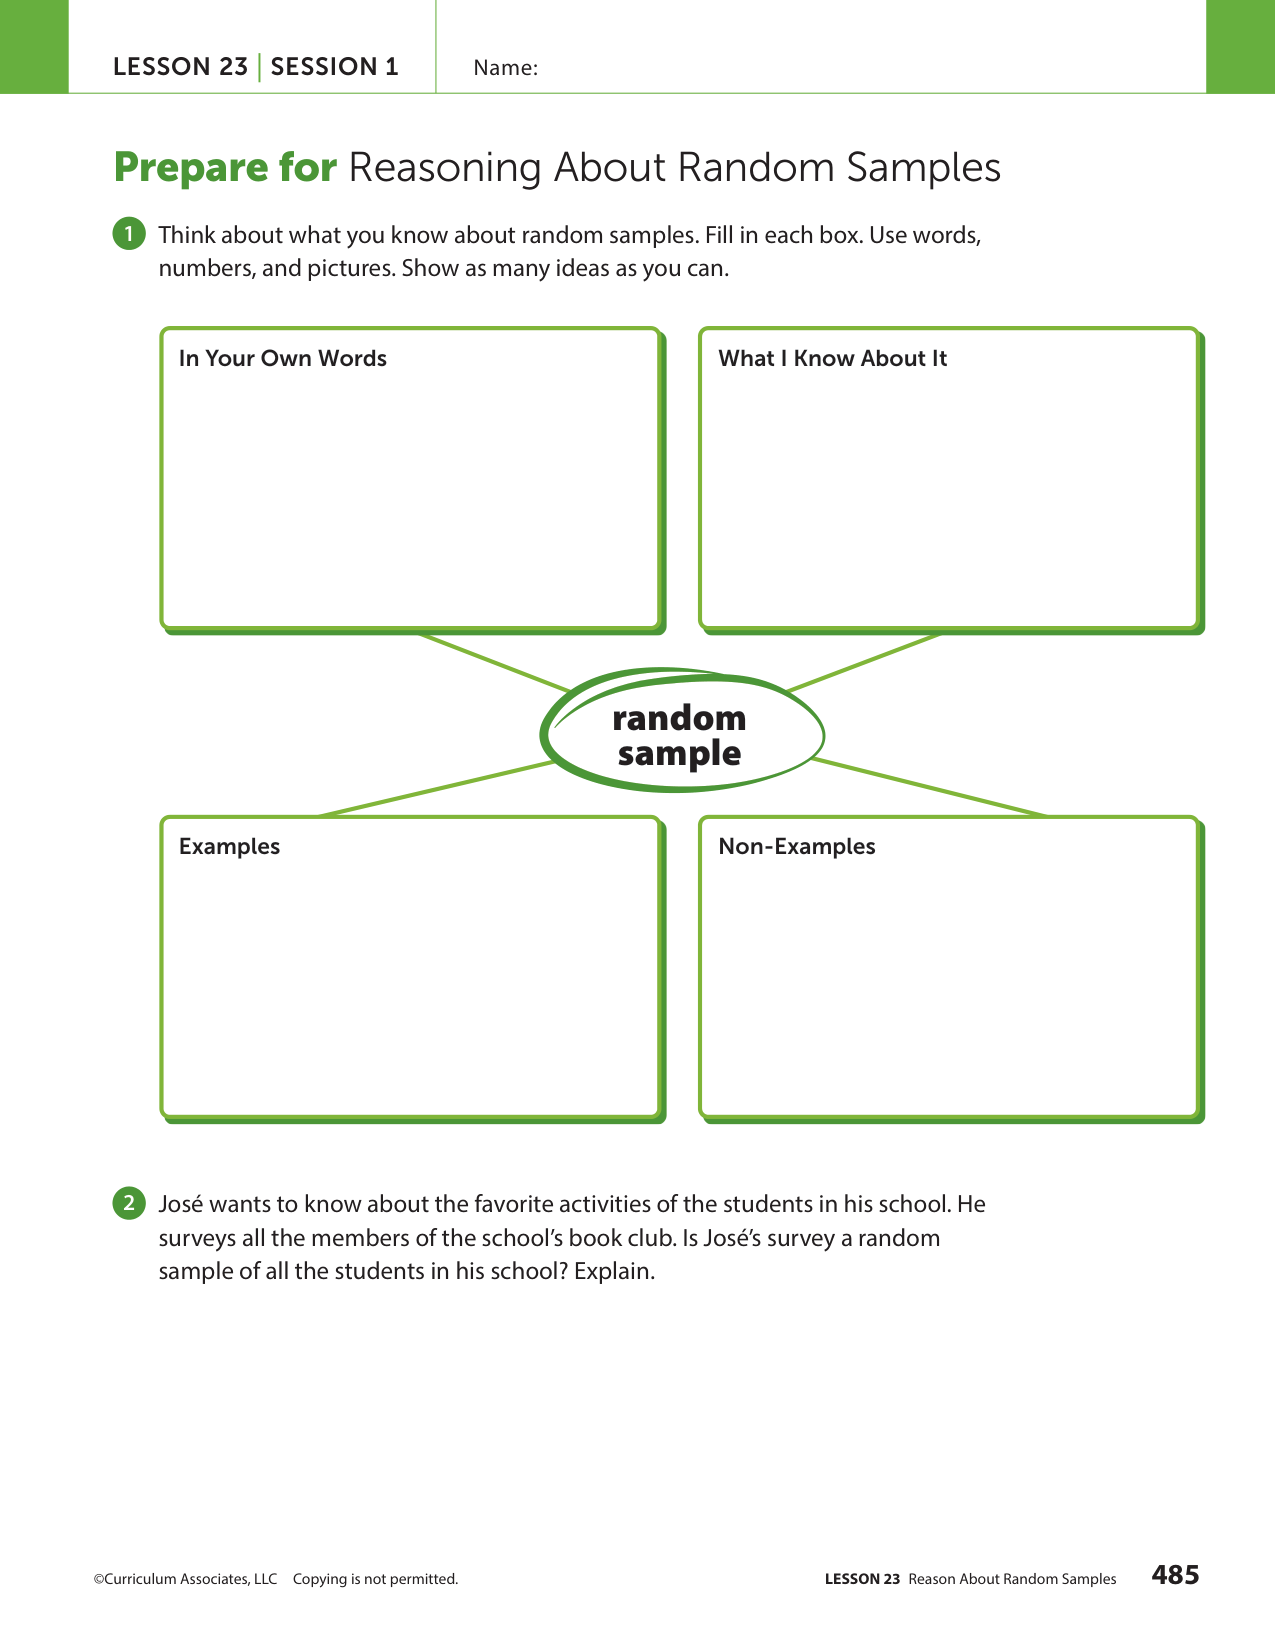 LESSON 23 | SESSION 1
Name:
Prepare for Reasoning About Random Samples
1 Think about what you know about random samples. Fill in each box. Use words,
numbers, and pictures. Show as many ideas as you can.
In Your Own Words
What I Know About It
random
sample
Examples
Non-Examples
2 José wants to know about the favorite activities of the students in his school. He
surveys all the members of the school’s book club. Is José’s survey a random
sample of all the students in his school? Explain.
©Curriculum Associates, LLC Copying is not permitted.
LESSON 23 Reason About Random Samples 485